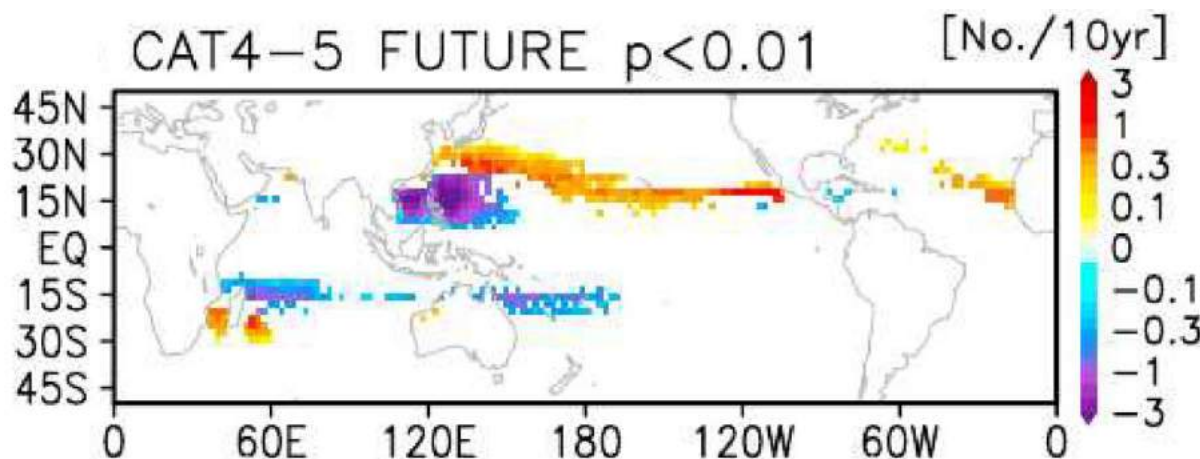 CAT4-5 FUTURE p<0.01
[No./10yr]
45N
30N
15N
EQ
15S
30S
45S
0
60E
120E
180
120W
60W
0
3
1
0.3
0.1
0
-0.1
-0.3
-1
-3